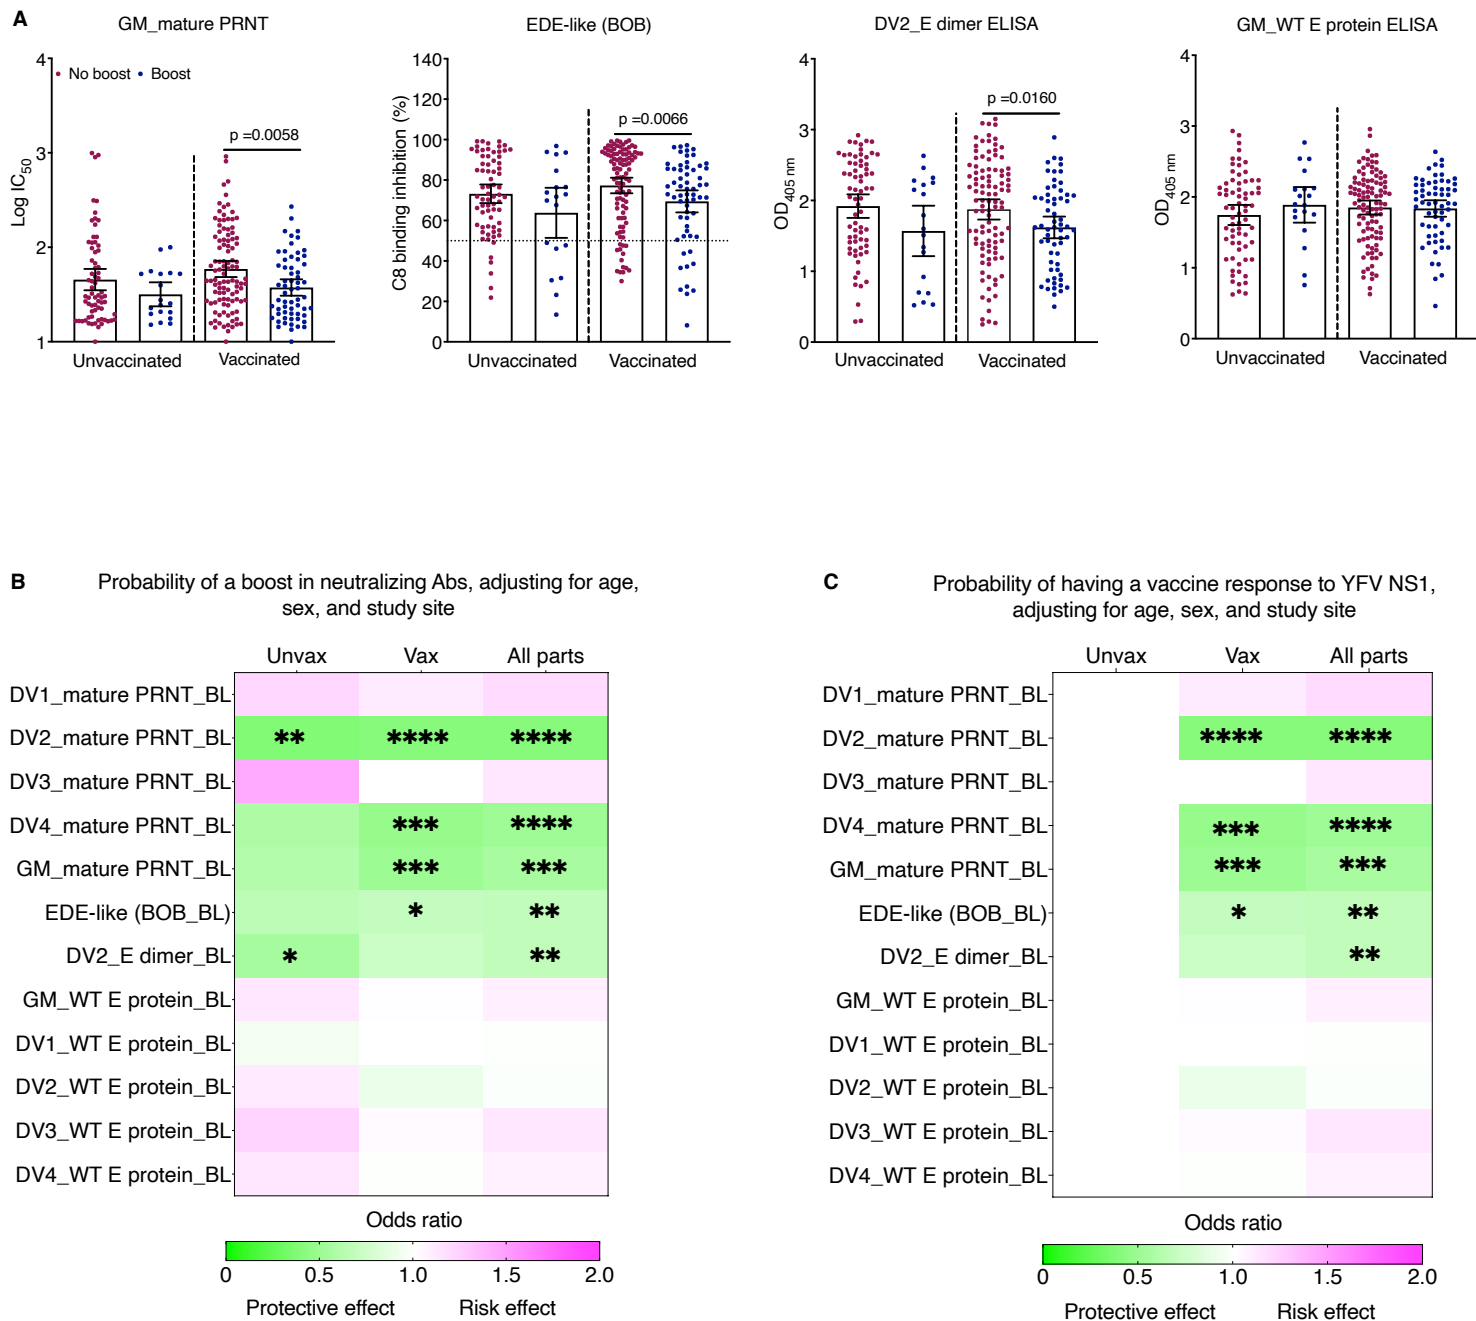 A
GM_mature PRNT
EDE-like (BOB)
DV2_E dimer ELISA
GM_WT E protein ELISA
No boost
Boost
Log IC50
4
3
2
1
p =0.0058
Unvaccinated
Vaccinated
C8 binding inhibition (%)
140
120
100
80
60
40
20
0
p =0.0066
Unvaccinated
Vaccinated
OD405 nm
4
3
2
1
0
p =0.0160
Unvaccinated
Vaccinated
OD405 nm
4
3
2
1
0
Unvaccinated
Vaccinated
B
Probability of a boost in neutralizing Abs, adjusting for age,
sex, and study site
Unvax Vax All parts
DV1_mature PRNT_BL
DV2_mature PRNT_BL ** **** ****
DV3_mature PRNT_BL
DV4_mature PRNT_BL *** ****
GM_mature PRNT_BL *** ***
EDE-like (BOB_BL) * **
DV2_E dimer_BL * **
GM_WT E protein_BL
DV1_WT E protein_BL
DV2_WT E protein_BL
DV3_WT E protein_BL
DV4_WT E protein_BL
Odds ratio
0 0.5 1.0 1.5 2.0
Protective effect Risk effect
C
Probability of having a vaccine response to YFV NS1,
adjusting for age, sex, and study site
Unvax Vax All parts
DV1_mature PRNT_BL
DV2_mature PRNT_BL **** ****
DV3_mature PRNT_BL
DV4_mature PRNT_BL *** ****
GM_mature PRNT_BL *** ***
EDE-like (BOB_BL) * **
DV2_E dimer_BL **
GM_WT E protein_BL
DV1_WT E protein_BL
DV2_WT E protein_BL
DV3_WT E protein_BL
DV4_WT E protein_BL
Odds ratio
0 0.5 1.0 1.5 2.0
Protective effect Risk effect